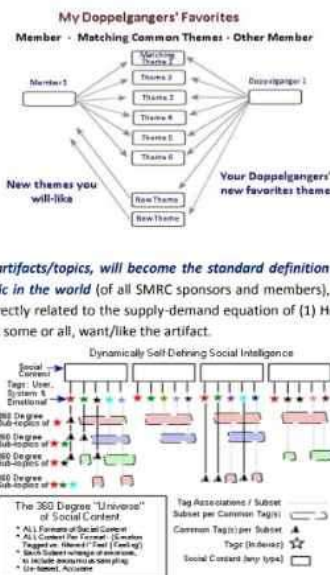 My Doppelgangers' Favorites
Member - Matching Common Themes - Other Member
Matching
Theme 1
Member 1
Doppelganger 1
Theme 2
Theme 3
Theme 4
Theme 5
Theme 6
New themes you
will-like
Your Doppelgangers'
new favorites theme
New Theme
New Theme
artifacts/topics, will become the standard definition
ic in the world (of all SMRC sponsors and members),
rectly related to the supply-demand equation of (1) H
some or all, want/like the artifact.
Dynamically Self-Defining Social Intelligence
Social
Content
Tags: User,
System &
Emotional
360 Degree
Sub-topics of
360 Degree
Sub-topics of
360 Degree
Sub-topics of
360 Degree
Sub-topics of
The 360 Degree "Universe"
of Social Content
* ALL Formats of Social Content
Tag Associations / Subset
Subset per Common Tag(s)
Common Tag(s) per Subset
Tags (Indexes)
Social Content (any type)